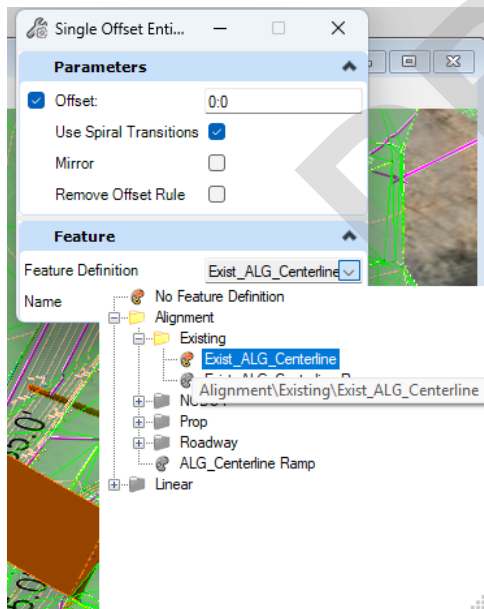 Single Offset Enti...
Parameters
Offset:
0:0
Use Spiral Transitions
Mirror
Remove Offset Rule
Feature
Feature Definition
Exist_ALG_Centerline
Name
No Feature Definition
Alignment
Existing
Exist_ALG_Centerline
Alignment\Existing\Exist_ALG_Centerline
Prop
Roadway
ALG_Centerline Ramp
Linear